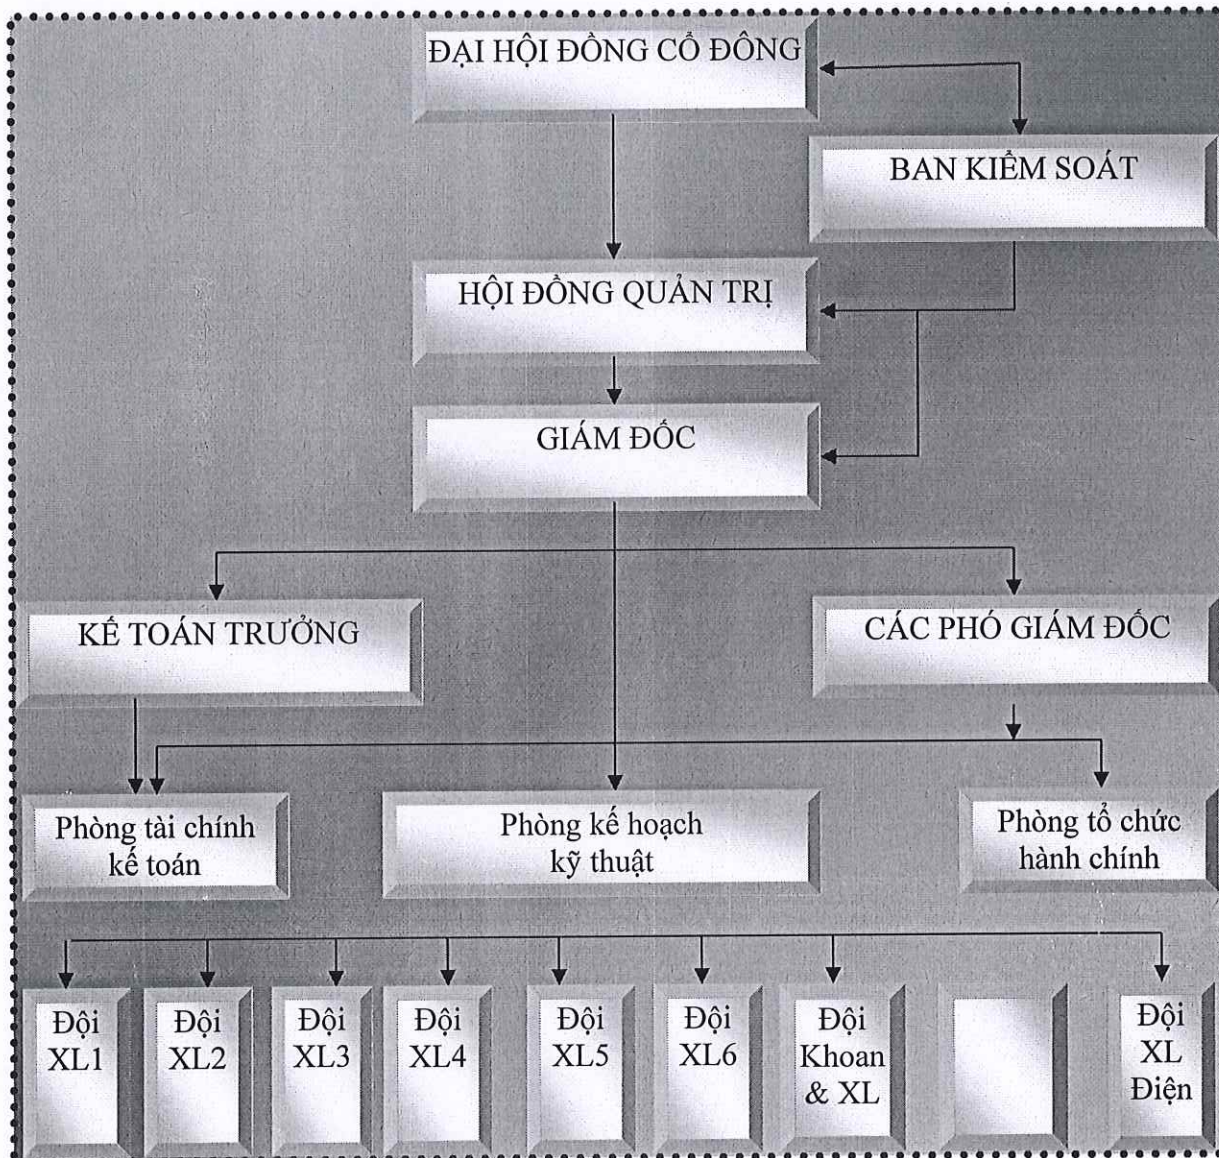 ĐẠI HỘI ĐỒNG CỔ ĐÔNG
BAN KIỂM SOÁT
HỘI ĐỒNG QUẢN TRỊ
GIÁM ĐỐC
KẾ TOÁN TRƯỞNG
CÁC PHÓ GIÁM ĐỐC
Phòng tài chính
kế toán
Phòng kế hoạch
kỹ thuật
Phòng tổ chức
hành chính
Đội
XL1
Đội
XL2
Đội
XL3
Đội
XL4
Đội
XL5
Đội
XL6
Đội
Khoan
& XL
Đội
XL
Điện